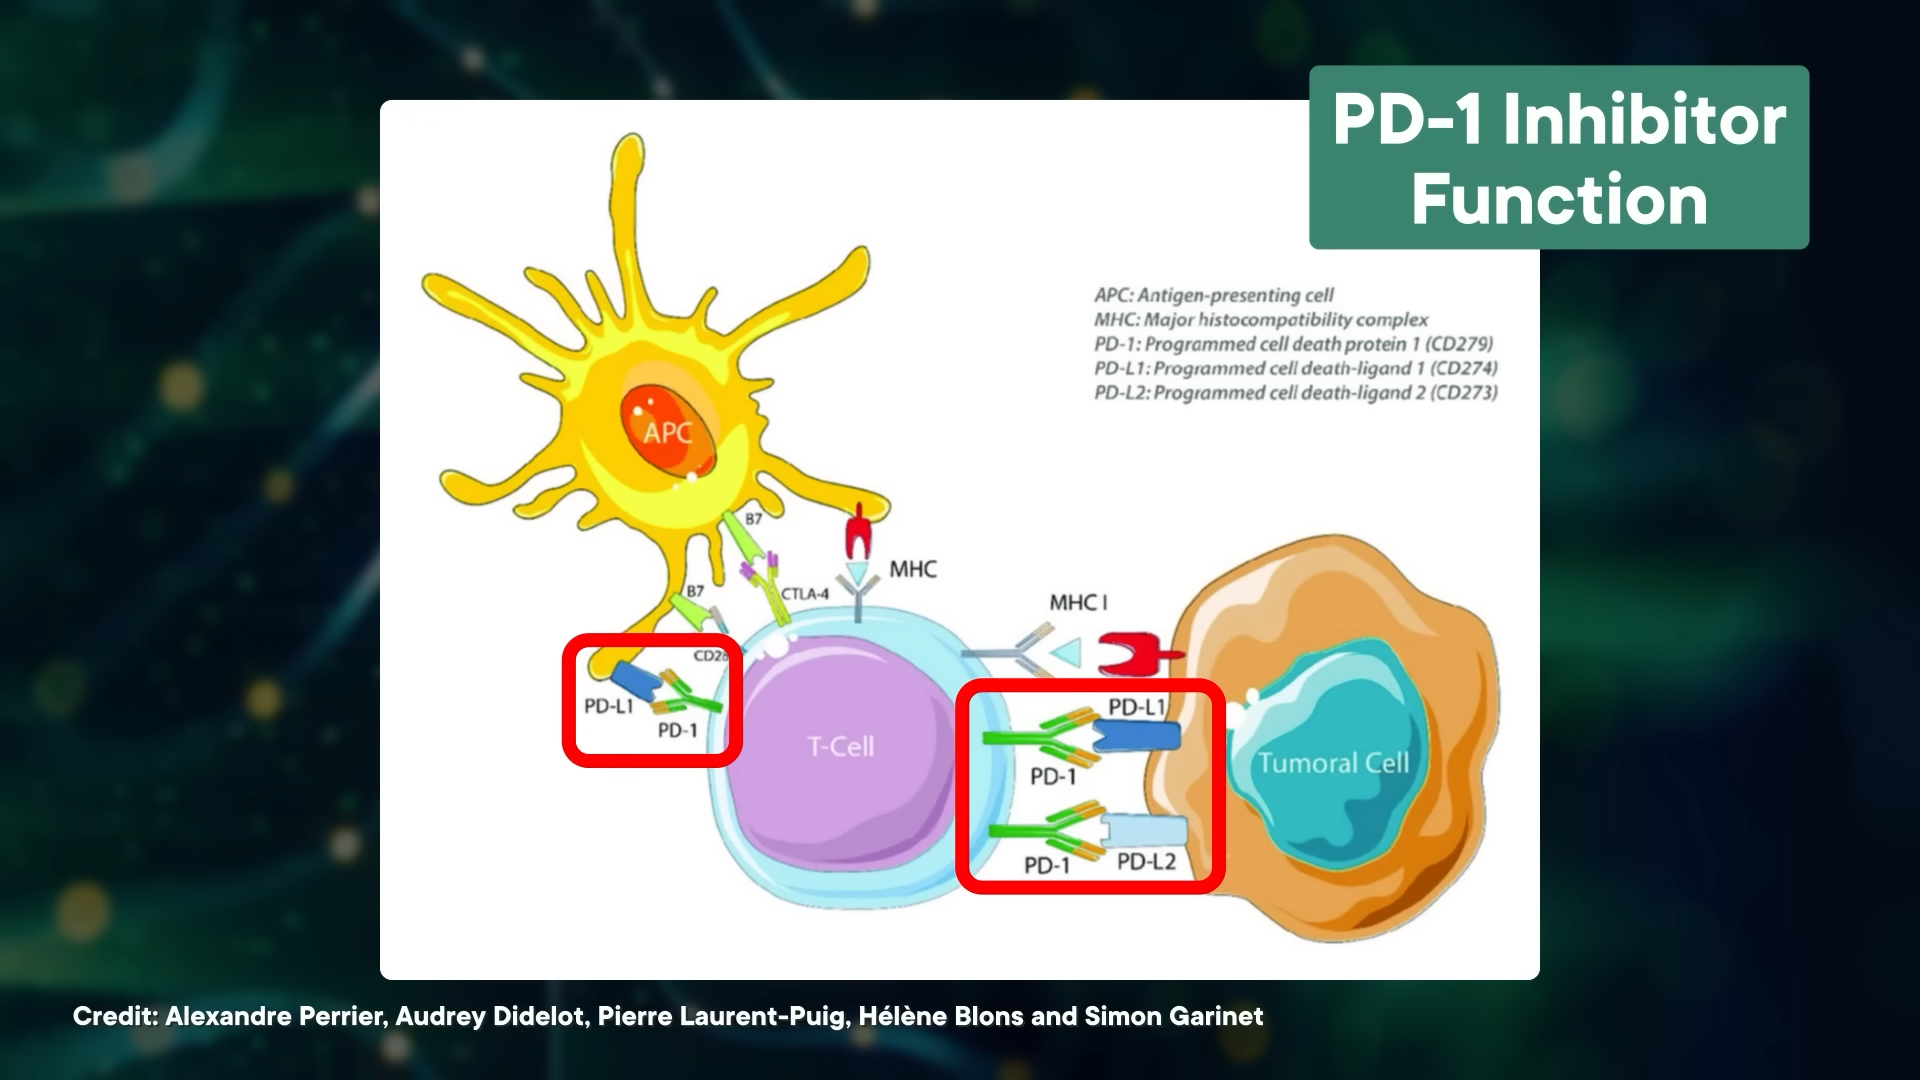 PD-1 Inhibitor
Function
APC: Antigen-presenting cell
MHC: Major histocompatibility complex
PD-1: Programmed cell death protein 1 (CD279)
PD-L1: Programmed cell death-ligand 1 (CD274)
PD-L2: Programmed cell death-ligand 2 (CD273)
APC
B7
MHC
B7
CTLA-4
MHC I
CD28
PD-L1
PD-1
PD-L1
T-Cell
Tumoral Cell
PD-1
PD-1
PD-L2
Credit: Alexandre Perrier, Audrey Didelot, Pierre Laurent-Puig, Hélène Blons and Simon Garinet